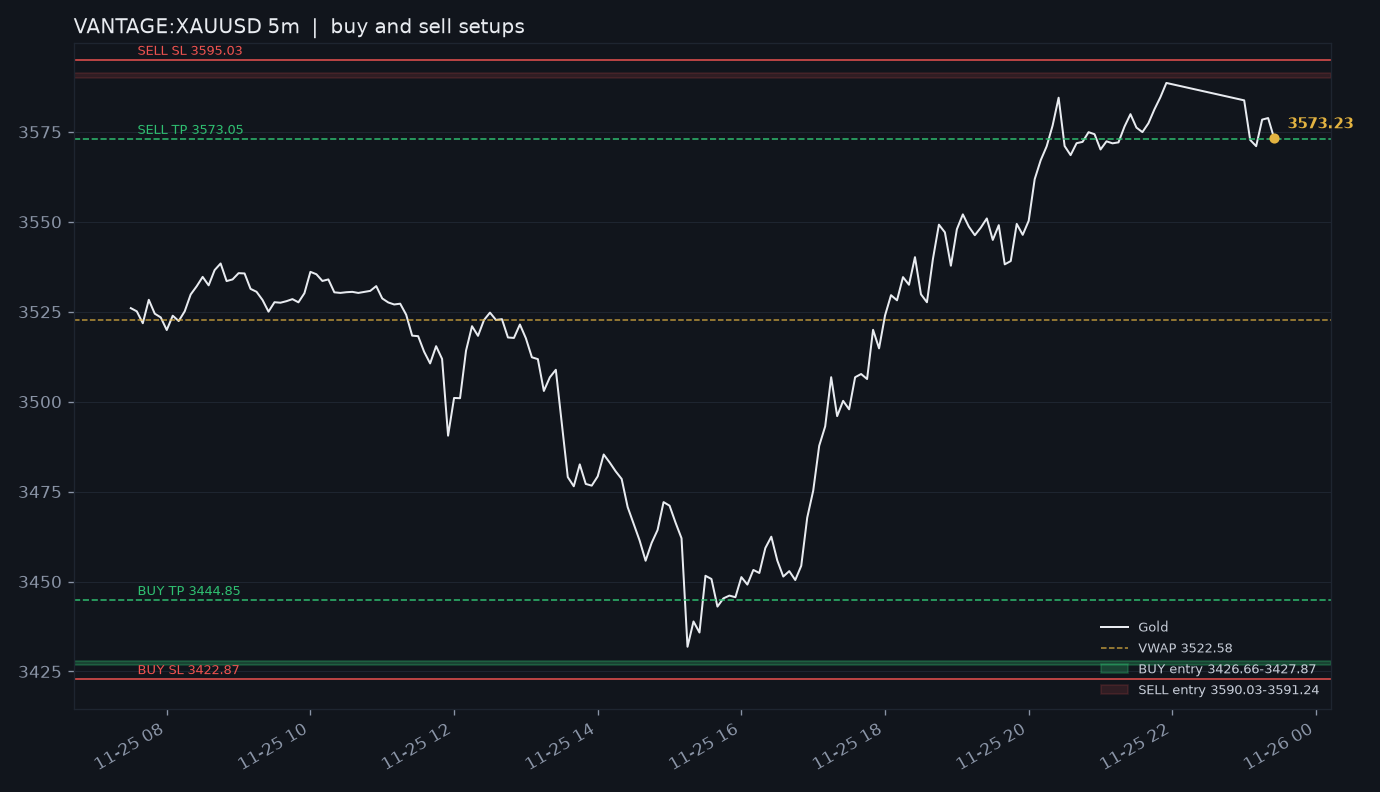 VANTAGE:XAUUSD 5m | buy and sell setups
SELL SL 3595.03
SELL TP 3573.05
3573.23
3575
3550
3525
3500
3475
3450
3425
BUY TP 3444.85
BUY SL 3422.87
Gold
VWAP 3522.58
BUY entry 3426.66-3427.87
SELL entry 3590.03-3591.24
11-25 08
11-25 10
11-25 12
11-25 14
11-25 16
11-25 18
11-25 20
11-25 22
11-26 00